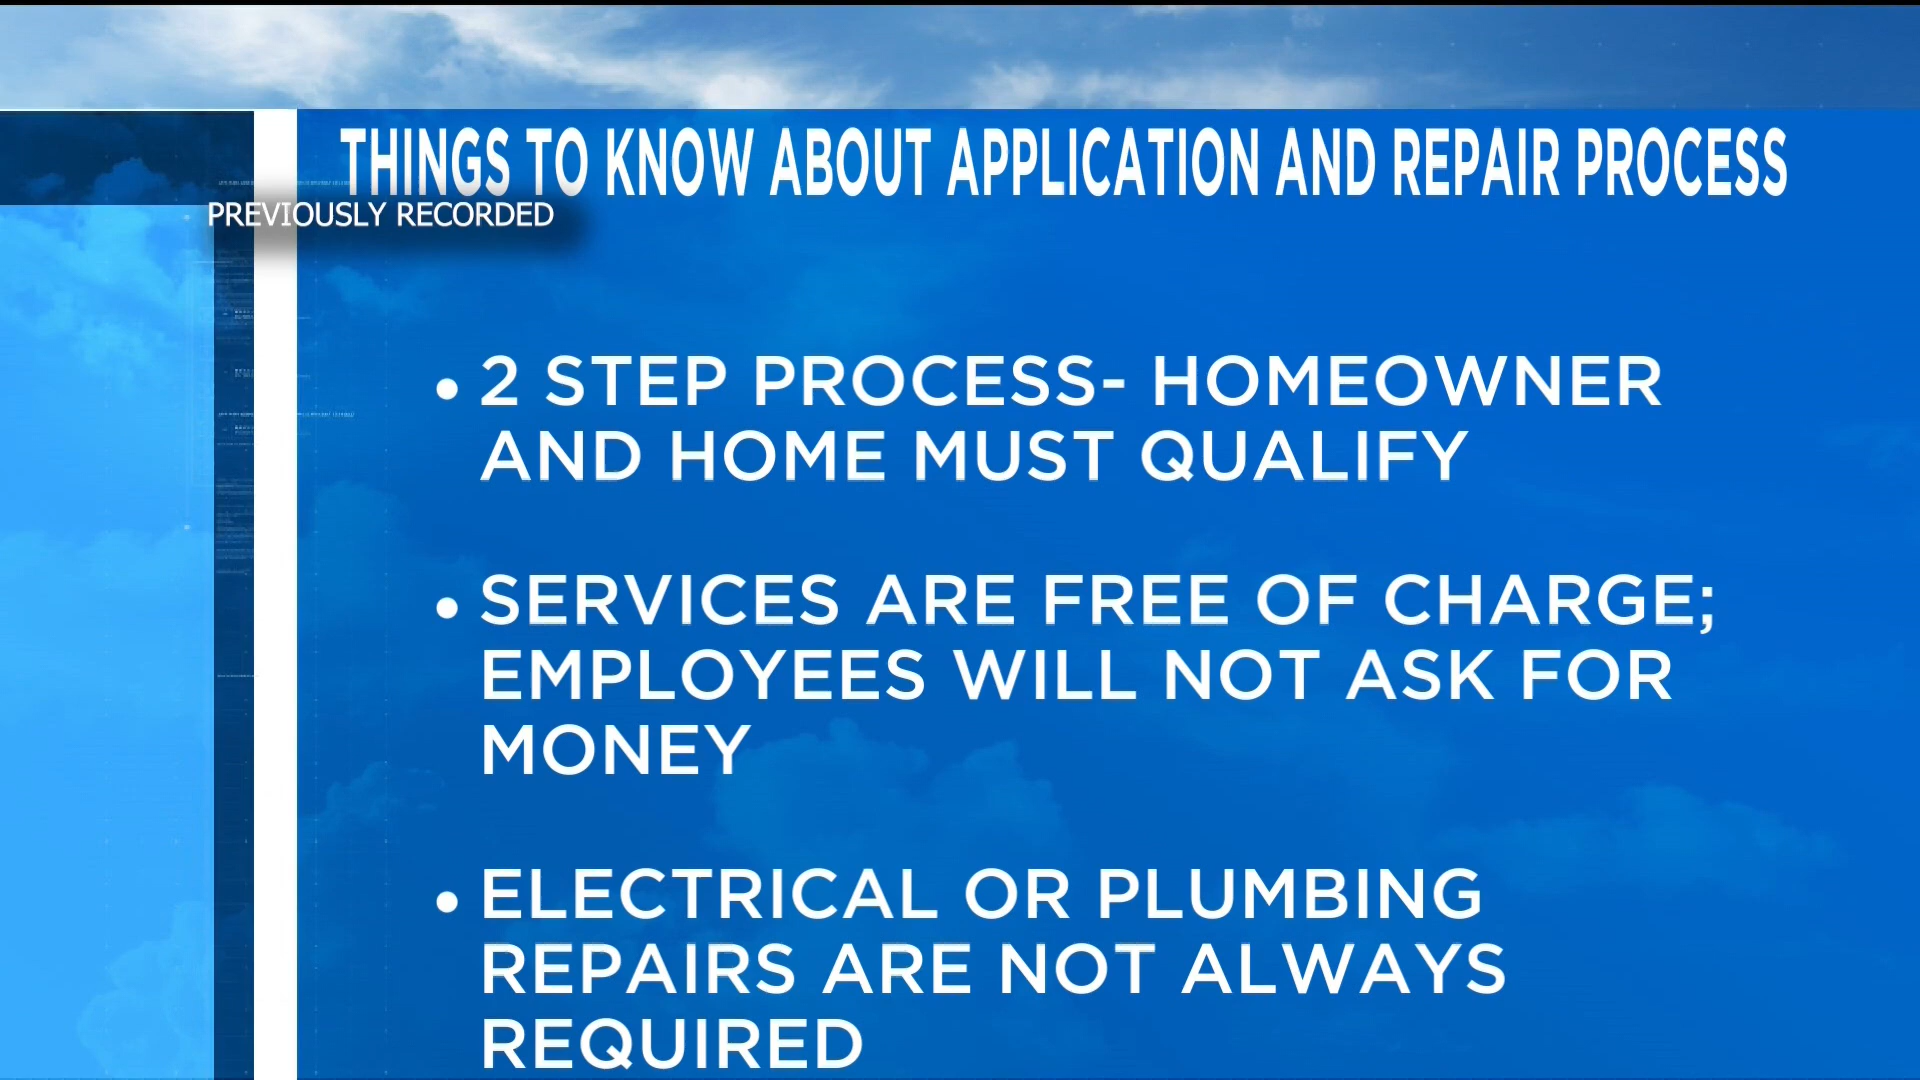 THINGS TO KNOW ABOUT APPLICATION AND REPAIR PROCESS
PREVIOUSLY RECORDED
• 2 STEP PROCESS- HOMEOWNER
AND HOME MUST QUALIFY
• SERVICES ARE FREE OF CHARGE;
EMPLOYEES WILL NOT ASK FOR
MONEY
• ELECTRICAL OR PLUMBING
REPAIRS ARE NOT ALWAYS
REQUIRED